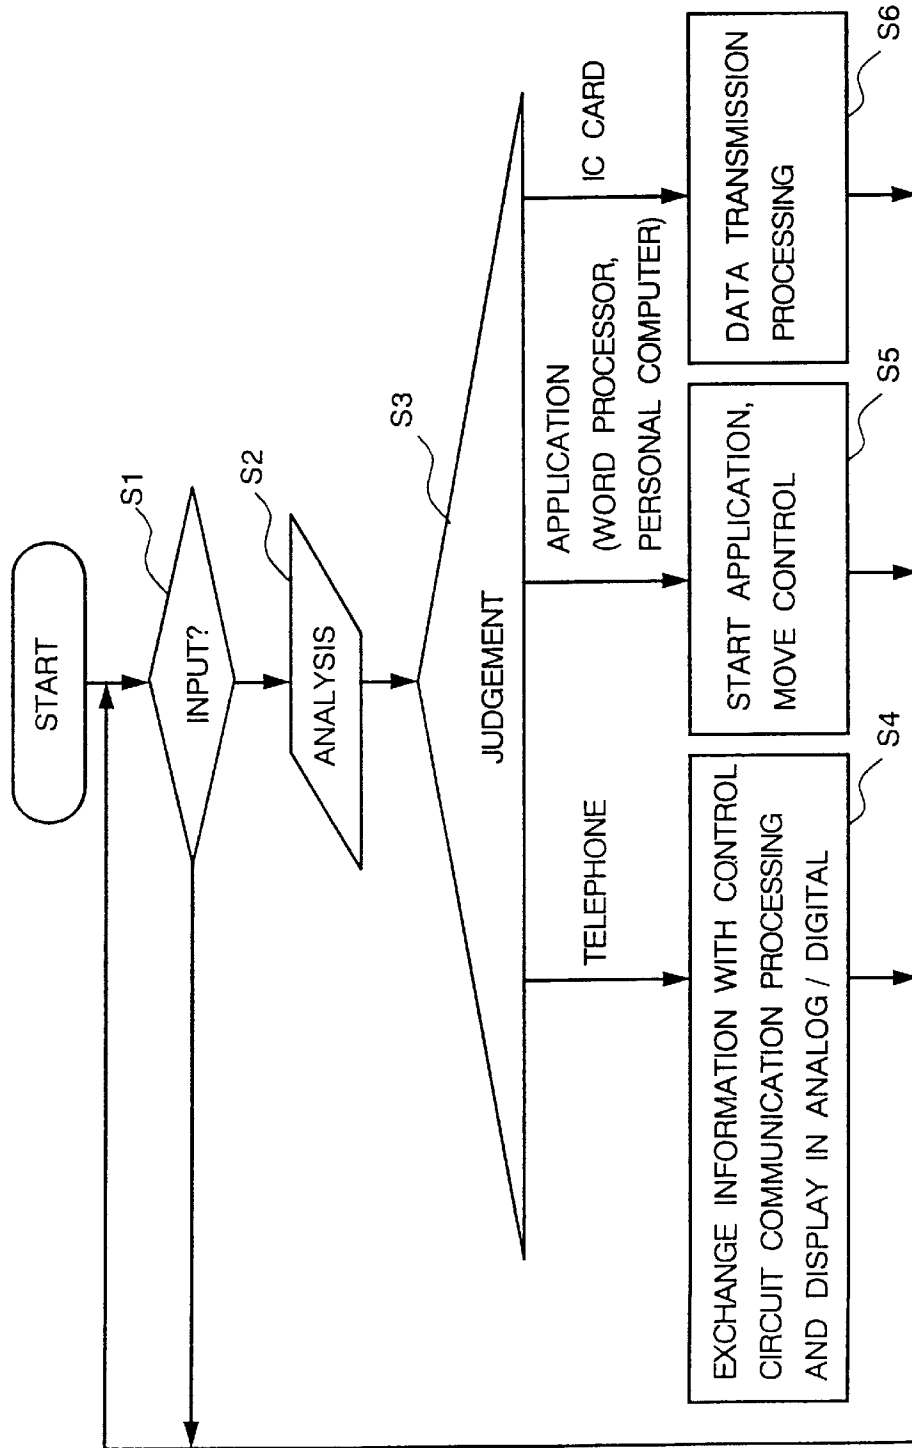 START
S1
INPUT?
S2
ANALYSIS
S3
JUDGEMENT
TELEPHONE
APPLICATION
(WORD PROCESSOR,
PERSONAL COMPUTER)
IC CARD
EXCHANGE INFORMATION WITH CONTROL
CIRCUIT COMMUNICATION PROCESSING
AND DISPLAY IN ANALOG / DIGITAL
S4
START APPLICATION,
MOVE CONTROL
S5
DATA TRANSMISSION
PROCESSING
S6